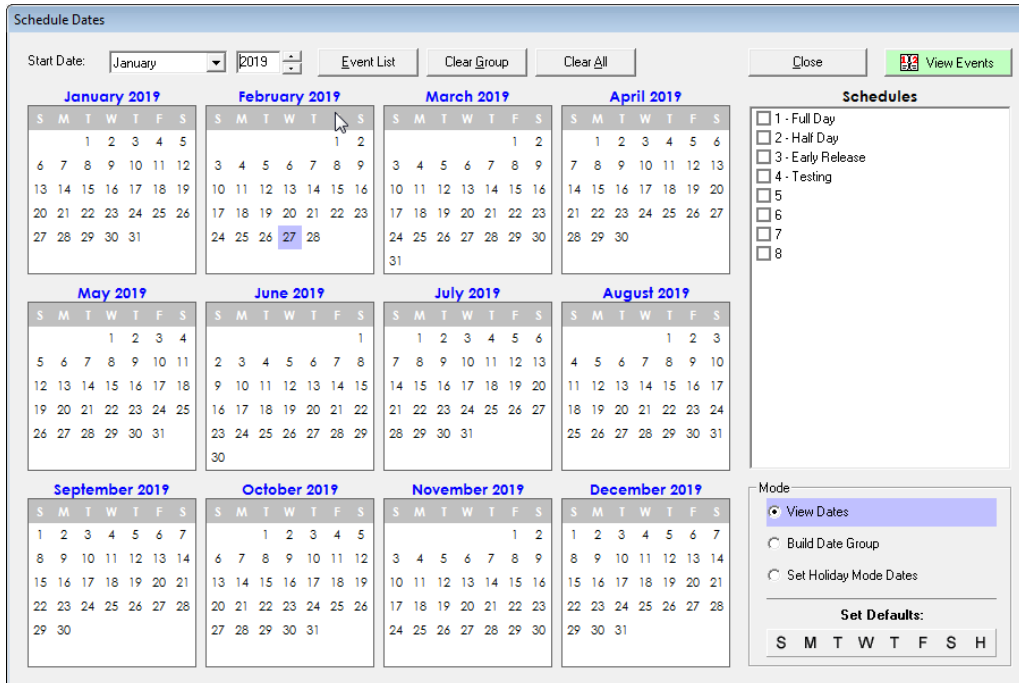 Schedule Dates
Start Date: January 2019 Event List Clear Group Clear All Close View Events
January 2019 February 2019 March 2019 April 2019 Schedules
S M T W T F S S M T W T S S M T W T F S S M T W T F S 1 - Full Day
1 2 3 4 5 1 2 1 2 1 2 3 4 5 6 2 - Half Day
6 7 8 9 10 11 12 3 4 5 6 7 8 9 3 4 5 6 7 8 9 7 8 9 10 11 12 13 3 - Early Release
13 14 15 16 17 18 19 10 11 12 13 14 15 16 10 11 12 13 14 15 16 14 15 16 17 18 19 20 4 - Testing
20 21 22 23 24 25 26 17 18 19 20 21 22 23 17 18 19 20 21 22 23 21 22 23 24 25 26 27 5
27 28 29 30 31 24 25 26 27 28 24 25 26 27 28 29 30 28 29 30 6
31 7
8
May 2019 June 2019 July 2019 August 2019
S M T W T F S S M T W T F S S M T W T F S S M T W T F S
1 2 3 4 1 1 2 3 4 5 6 1 2 3
5 6 7 8 9 10 11 2 3 4 5 6 7 8 7 8 9 10 11 12 13 4 5 6 7 8 9 10
12 13 14 15 16 17 18 9 10 11 12 13 14 15 14 15 16 17 18 19 20 11 12 13 14 15 16 17
19 20 21 22 23 24 25 16 17 18 19 20 21 22 21 22 23 24 25 26 27 18 19 20 21 22 23 24
26 27 28 29 30 31 23 24 25 26 27 28 29 28 29 30 31 25 26 27 28 29 30 31
30
September 2019 October 2019 November 2019 December 2019 Mode
S M T W T F S S M T W T F S S M T W T F S S M T W T F S View Dates
1 2 3 4 5 6 7 1 2 3 4 5 1 2 1 2 3 4 5 6 7
8 9 10 11 12 13 14 6 7 8 9 10 11 12 3 4 5 6 7 8 9 8 9 10 11 12 13 14 Build Date Group
15 16 17 18 19 20 21 13 14 15 16 17 18 19 10 11 12 13 14 15 16 15 16 17 18 19 20 21 Set Holiday Mode Dates
22 23 24 25 26 27 28 20 21 22 23 24 25 26 17 18 19 20 21 22 23 22 23 24 25 26 27 28
29 30 27 28 29 30 31 24 25 26 27 28 29 30 29 30 31 Set Defaults:
S M T W T F S H